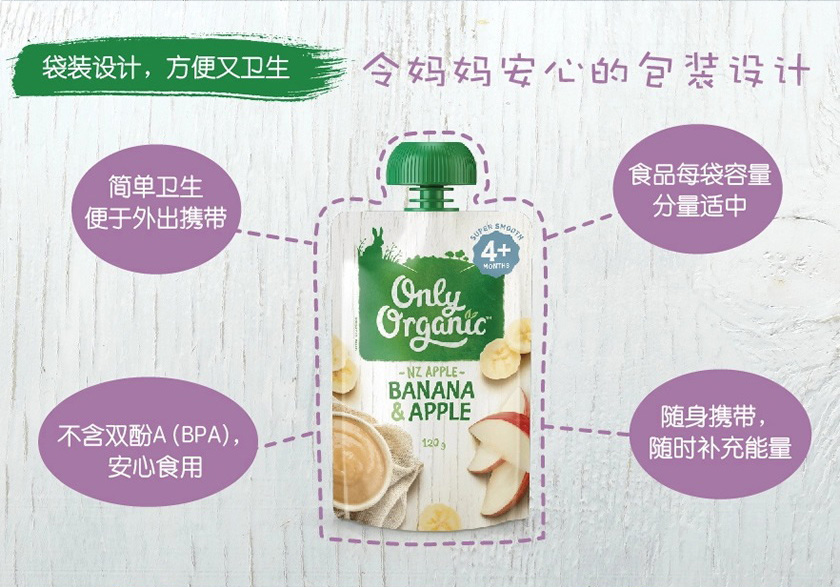 袋装设计，方便又卫生
令妈妈安心的包装设计
简单卫生
便于外出携带
食品每袋容量
分量适中
SUPER SMOOTH
4+
MONTHS
Only
Organic
-NZ APPLE-
BANANA
& APPLE
120g
不含双酚A(BPA)，
安心食用
随身携带，
随时补充能量